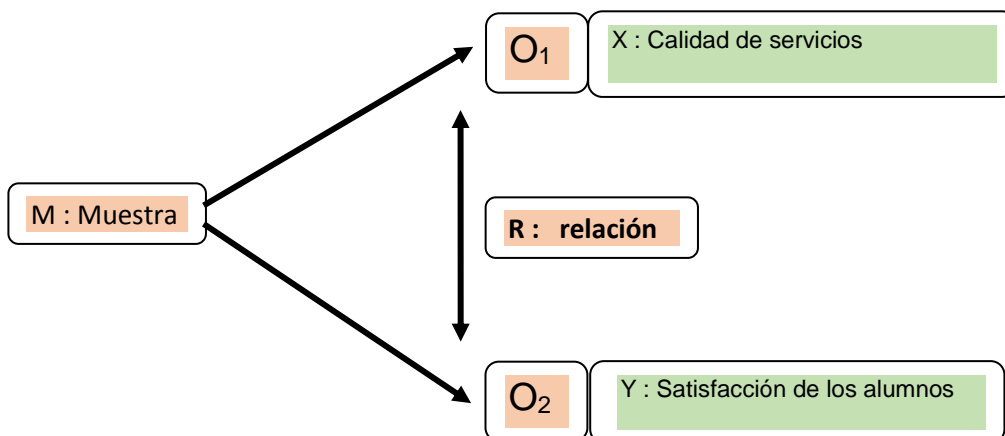 O₁
X : Calidad de servicios
M : Muestra
R : relación
O₂
Y : Satisfacción de los alumnos